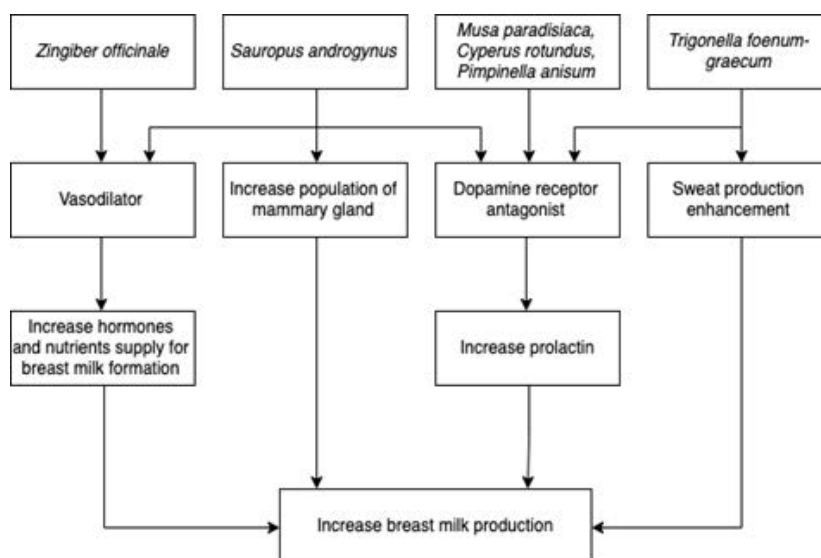 Zingiber officinale
Sauropus androgynus
Musa paradisiaca,
Cyperus rotundus,
Pimpinella anisum
Trigonella foenum-
graecum
Vasodilator
Increase population of
mammary gland
Dopamine receptor
antagonist
Sweat production
enhancement
Increase hormones
and nutrients supply for
breast milk formation
Increase prolactin
Increase breast milk production